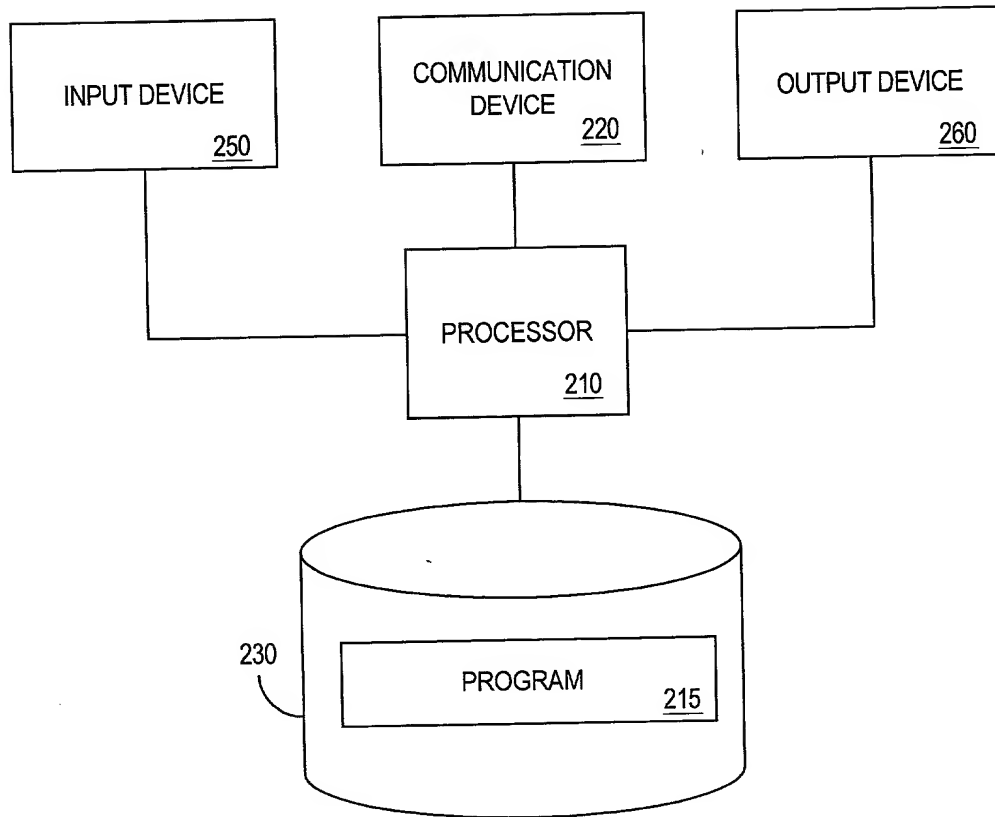 INPUT DEVICE
250
COMMUNICATION
DEVICE
220
OUTPUT DEVICE
260
PROCESSOR
210
230
PROGRAM
215